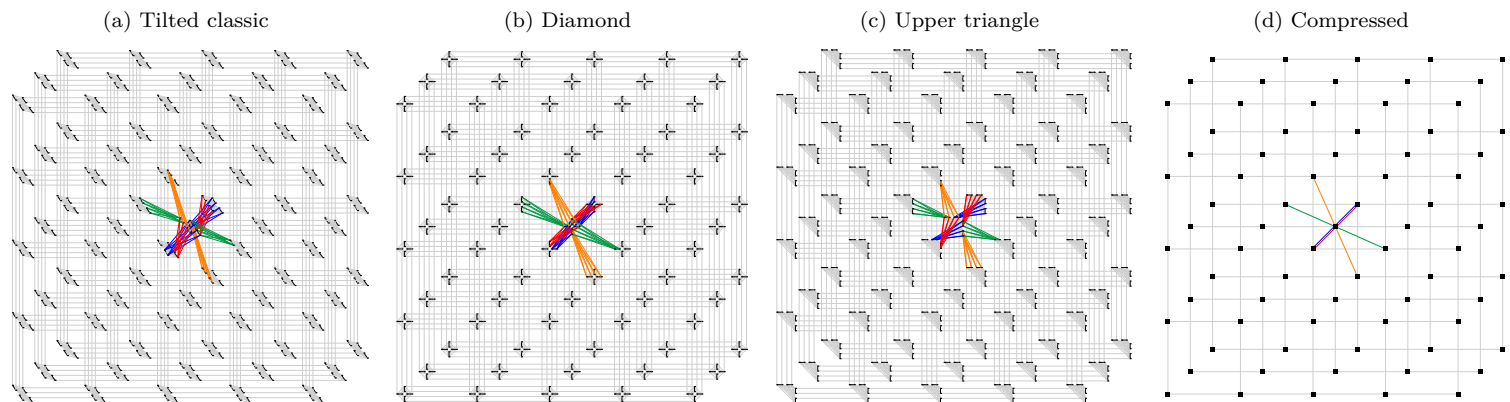 (a) Tilted classic
(b) Diamond
(c) Upper triangle
(d) Compressed